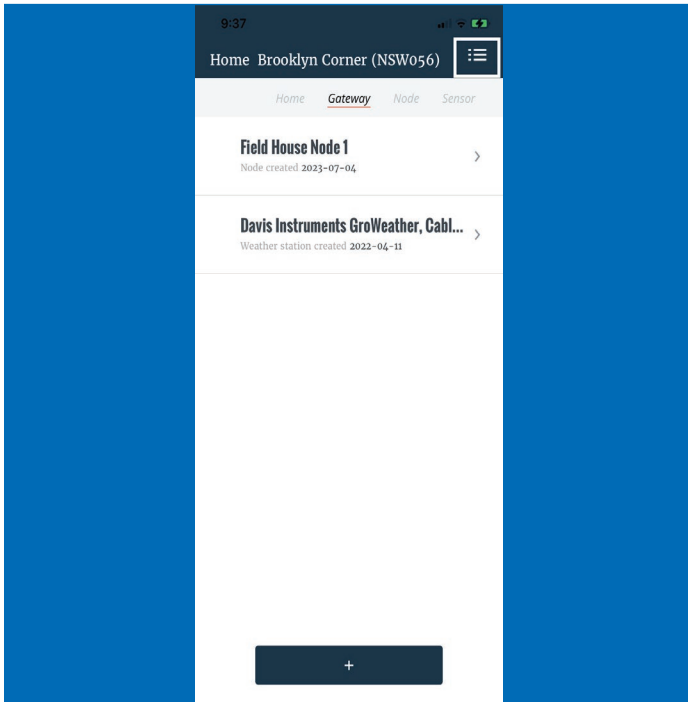 9:37
Home Brooklyn Corner (NSW056)
Home Gateway Node Sensor
Field House Node 1
Node created 2023-07-04
Davis Instruments GroWeather, Cabl...
Weather station created 2022-04-11
+